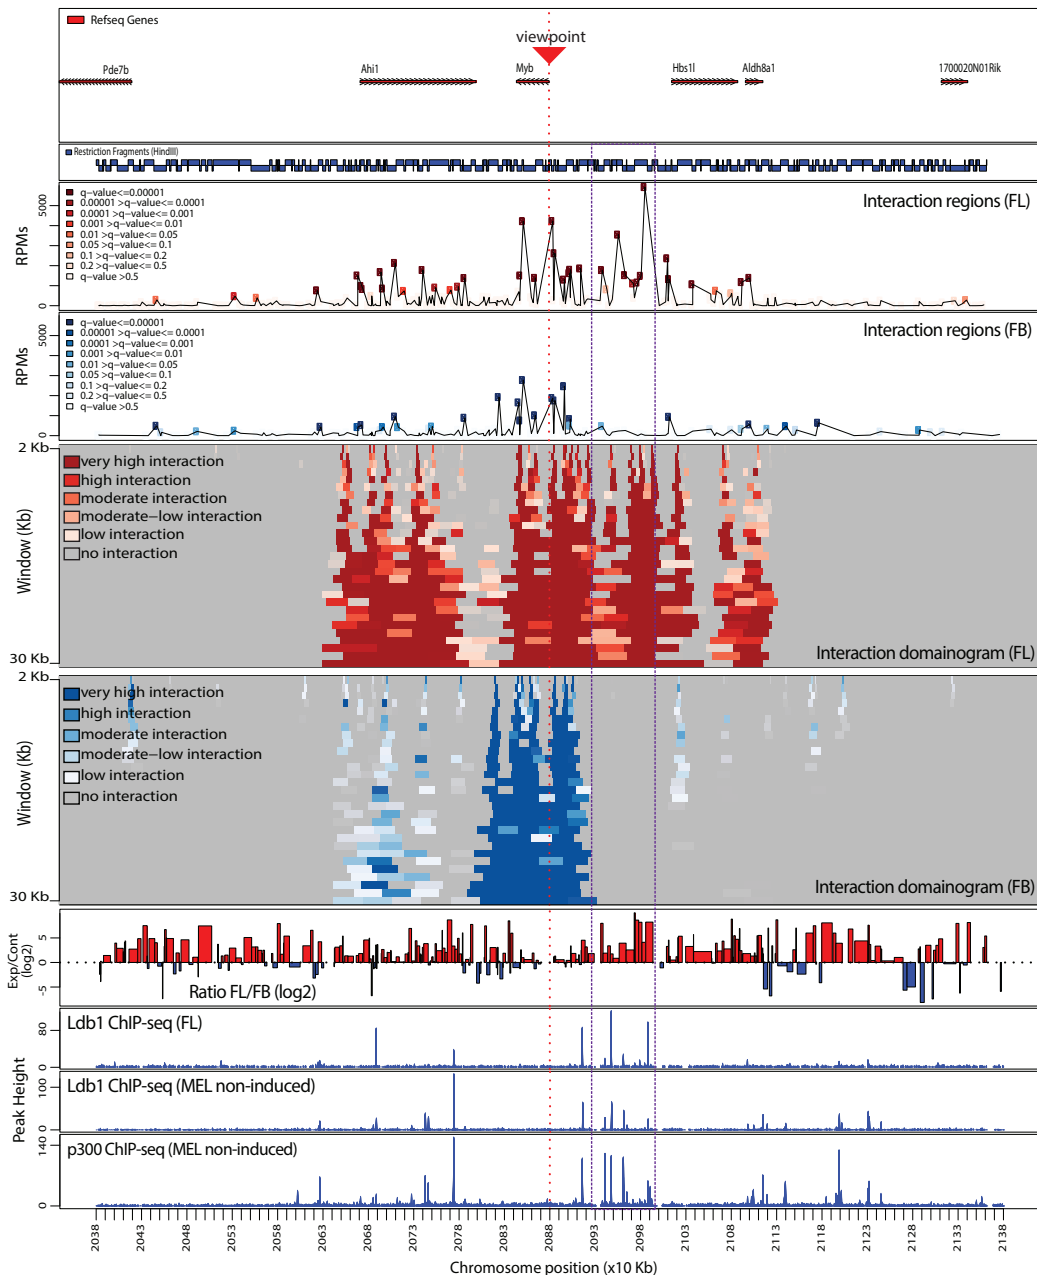 Refseq Genes
viewpoint
Pde7b
Ahi1
Myb
Hbs1l
Aldh8a1
1700020N01Rik
Restriction Fragments (HindIII)
Interaction regions (FL)
RPMs
5000
0
q-value<=0.00001
0.00001 >q-value<= 0.0001
0.0001 >q-value<= 0.001
0.001 >q-value<= 0.01
0.01 >q-value<= 0.05
0.05 >q-value<= 0.1
0.1 >q-value<= 0.2
0.2 >q-value<= 0.5
q-value >0.5
Interaction regions (FB)
RPMs
5000
0
q-value<=0.00001
0.00001 >q-value<= 0.0001
0.0001 >q-value<= 0.001
0.001 >q-value<= 0.01
0.01 >q-value<= 0.05
0.05 >q-value<= 0.1
0.1 >q-value<= 0.2
0.2 >q-value<= 0.5
q-value >0.5
2 Kb
Window (Kb)
30 Kb
very high interaction
high interaction
moderate interaction
moderate-low interaction
low interaction
no interaction
Interaction domainogram (FL)
2 Kb
Window (Kb)
30 Kb
very high interaction
high interaction
moderate interaction
moderate-low interaction
low interaction
no interaction
Interaction domainogram (FB)
Exp/Cont
(log2)
5
0
-5
Ratio FL/FB (log2)
Peak Height
Ldb1 ChIP-seq (FL)
80
0
Ldb1 ChIP-seq (MEL non-induced)
100
0
p300 ChIP-seq (MEL non-induced)
140
0
2038 2043 2048 2053 2058 2063 2068 2073 2078 2083 2088 2093 2098 2103 2108 2113 2118 2123 2128 2133 2138
Chromosome position (x10 Kb)